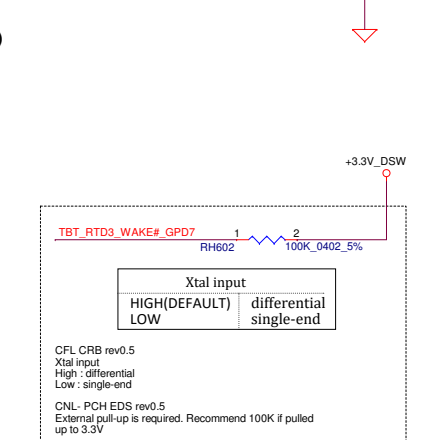 )
+3.3V_DSW
TBT_RTD3_WAKE#_GPD7
1
2
RH602
100K_0402_5%
Xtal input
HIGH(DEFAULT) differential
LOW single-end
CFL CRB rev0.5
Xtal input
High : differential
Low : single-end
CNL- PCH EDS rev0.5
External pull-up is required. Recommend 100K if pulled
up to 3.3V